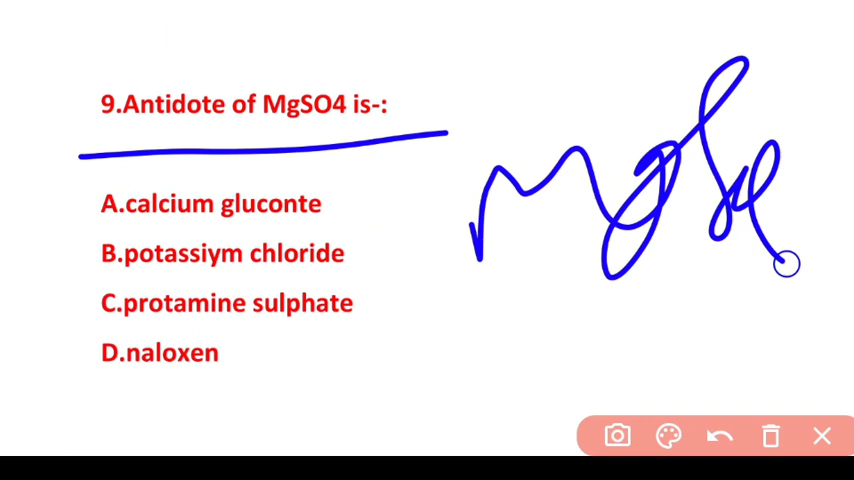 9.Antidote of MgSO4 is-:
A.calcium gluconte
B.potassiym chloride
C.protamine sulphate
D.naloxen